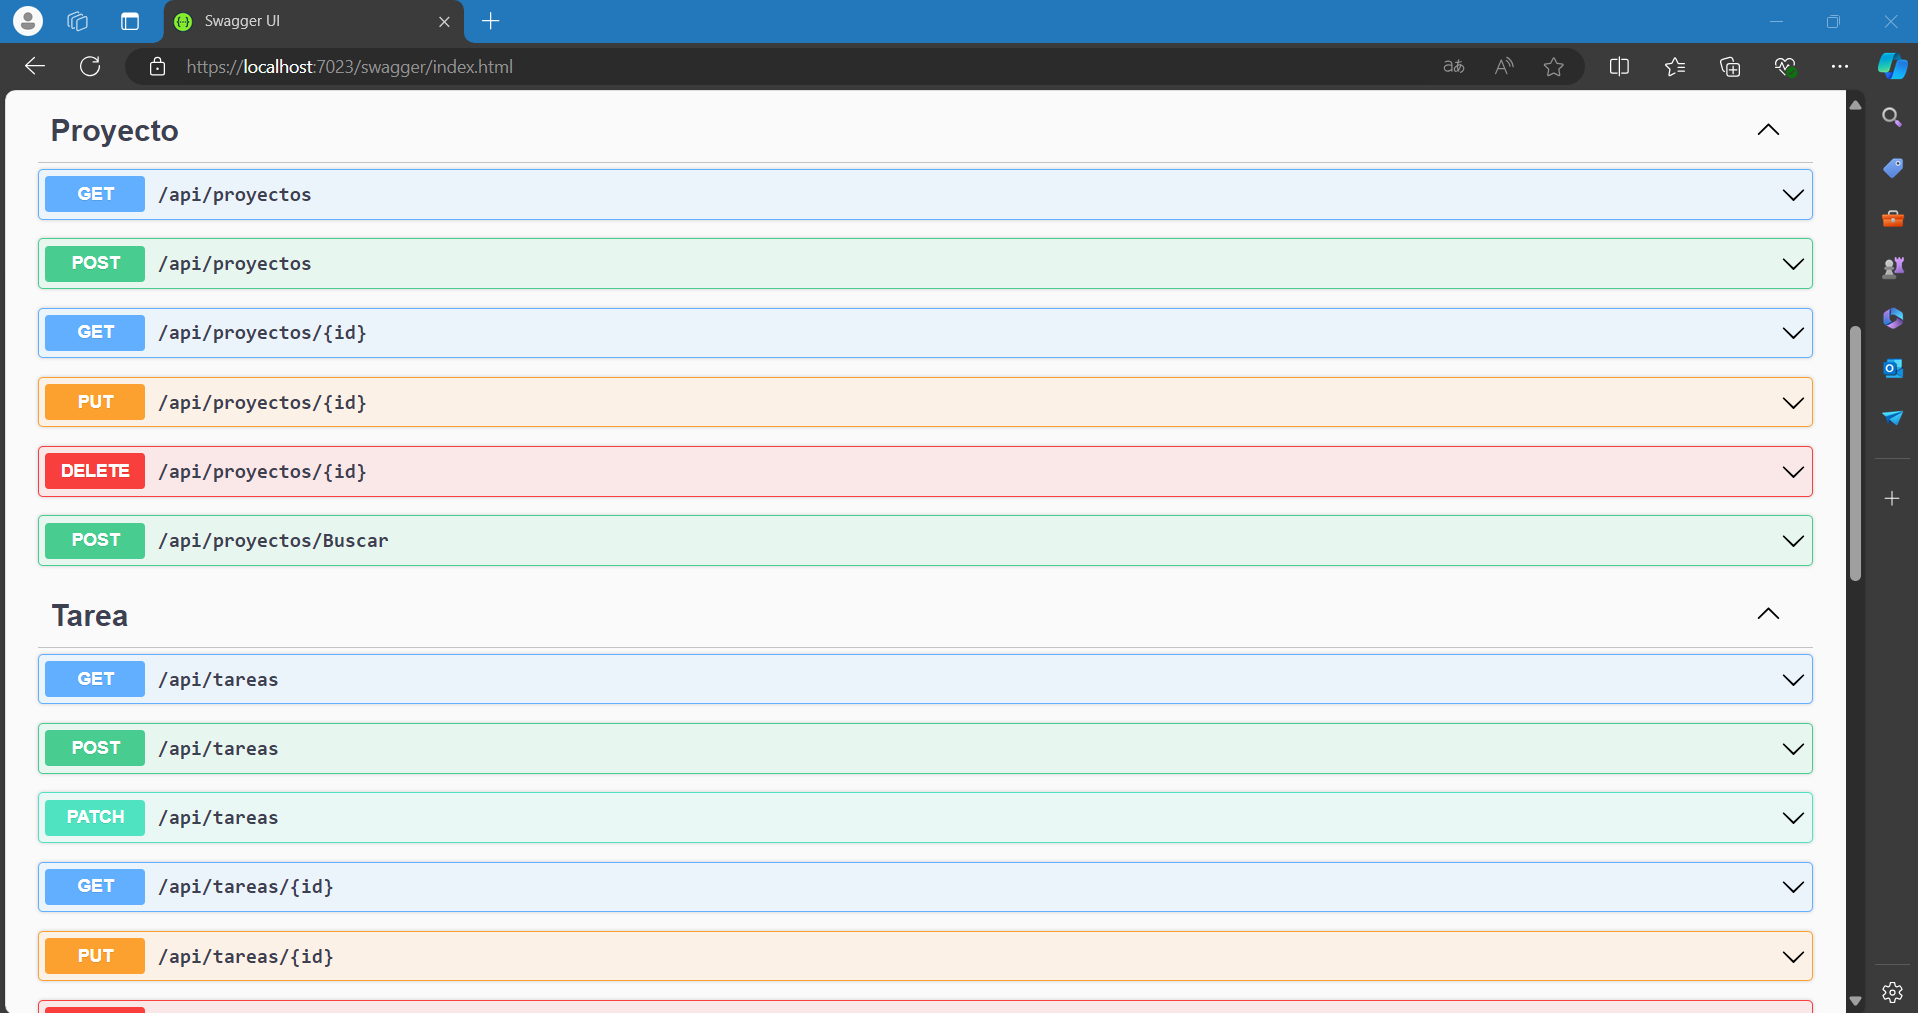 Swagger UI
https://localhost:7023/swagger/index.html
Proyecto
GET /api/proyectos
POST /api/proyectos
GET /api/proyectos/{id}
PUT /api/proyectos/{id}
DELETE /api/proyectos/{id}
POST /api/proyectos/Buscar
Tarea
GET /api/tareas
POST /api/tareas
PATCH /api/tareas
GET /api/tareas/{id}
PUT /api/tareas/{id}